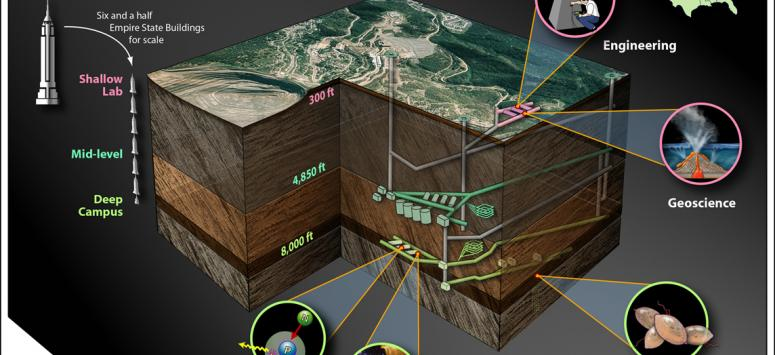 Six and a half
Empire State Buildings
for scale
Engineering
Shallow
Lab
300 ft
Mid-level
4,850 ft
Geoscience
Deep
Campus
8,000 ft
P